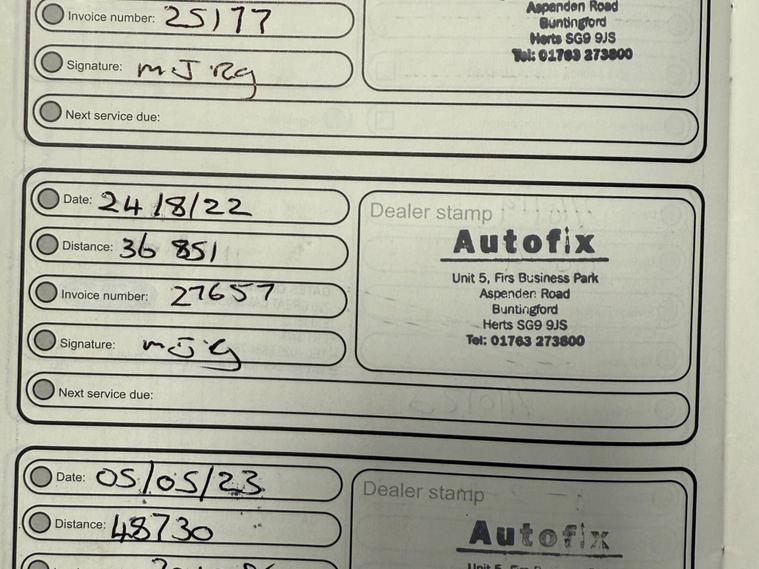 Invoice number: 25177
Signature: 
Next service due:
Aspenden Road
Buntingford
Herts SG9 9JS
Tel: 01763 273800
Date: 24/8/22
Distance: 36 851
Invoice number: 27657
Signature:
Next service due:
Dealer stamp
Autofix
Unit 5, Firs Business Park
Aspenden Road
Buntingford
Herts SG9 9JS
Tel: 01763 273800
Date: 05/05/23
Distance: 48730
Dealer stamp
Autofix